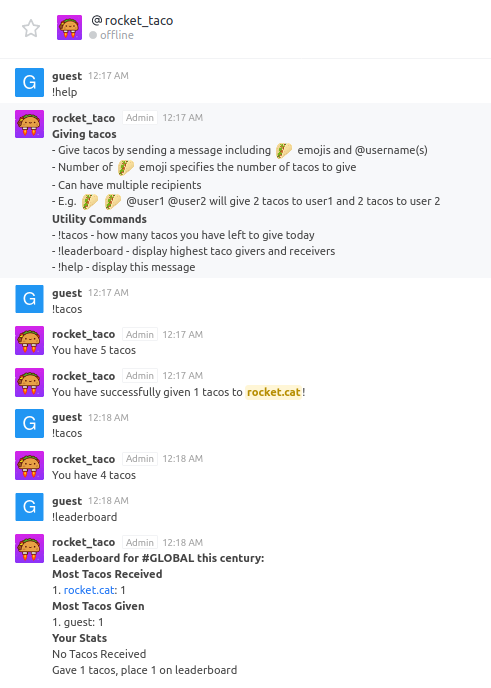 @rocket_taco
offline
G
guest 12:17 AM
!help
rocket_taco Admin 12:17 AM
Giving tacos
- Give tacos by sending a message including 🌮 emojis and @username(s)
- Number of 🌮 emoji specifies the number of tacos to give
- Can have multiple recipients
- E.g. 🌮 🌮 @user1 @user2 will give 2 tacos to user1 and 2 tacos to user 2
Utility Commands
- !tacos - how many tacos you have left to give today
- !leaderboard - display highest taco givers and receivers
- !help - display this message
G
guest 12:17 AM
!tacos
rocket_taco Admin 12:17 AM
You have 5 tacos
rocket_taco Admin 12:17 AM
You have successfully given 1 tacos to rocket.cat!
G
guest 12:18 AM
!tacos
rocket_taco Admin 12:18 AM
You have 4 tacos
G
guest 12:18 AM
!leaderboard
rocket_taco Admin 12:18 AM
Leaderboard for #GLOBAL this century:
Most Tacos Received
1. rocket.cat: 1
Most Tacos Given
1. guest: 1
Your Stats
No Tacos Received
Gave 1 tacos, place 1 on leaderboard